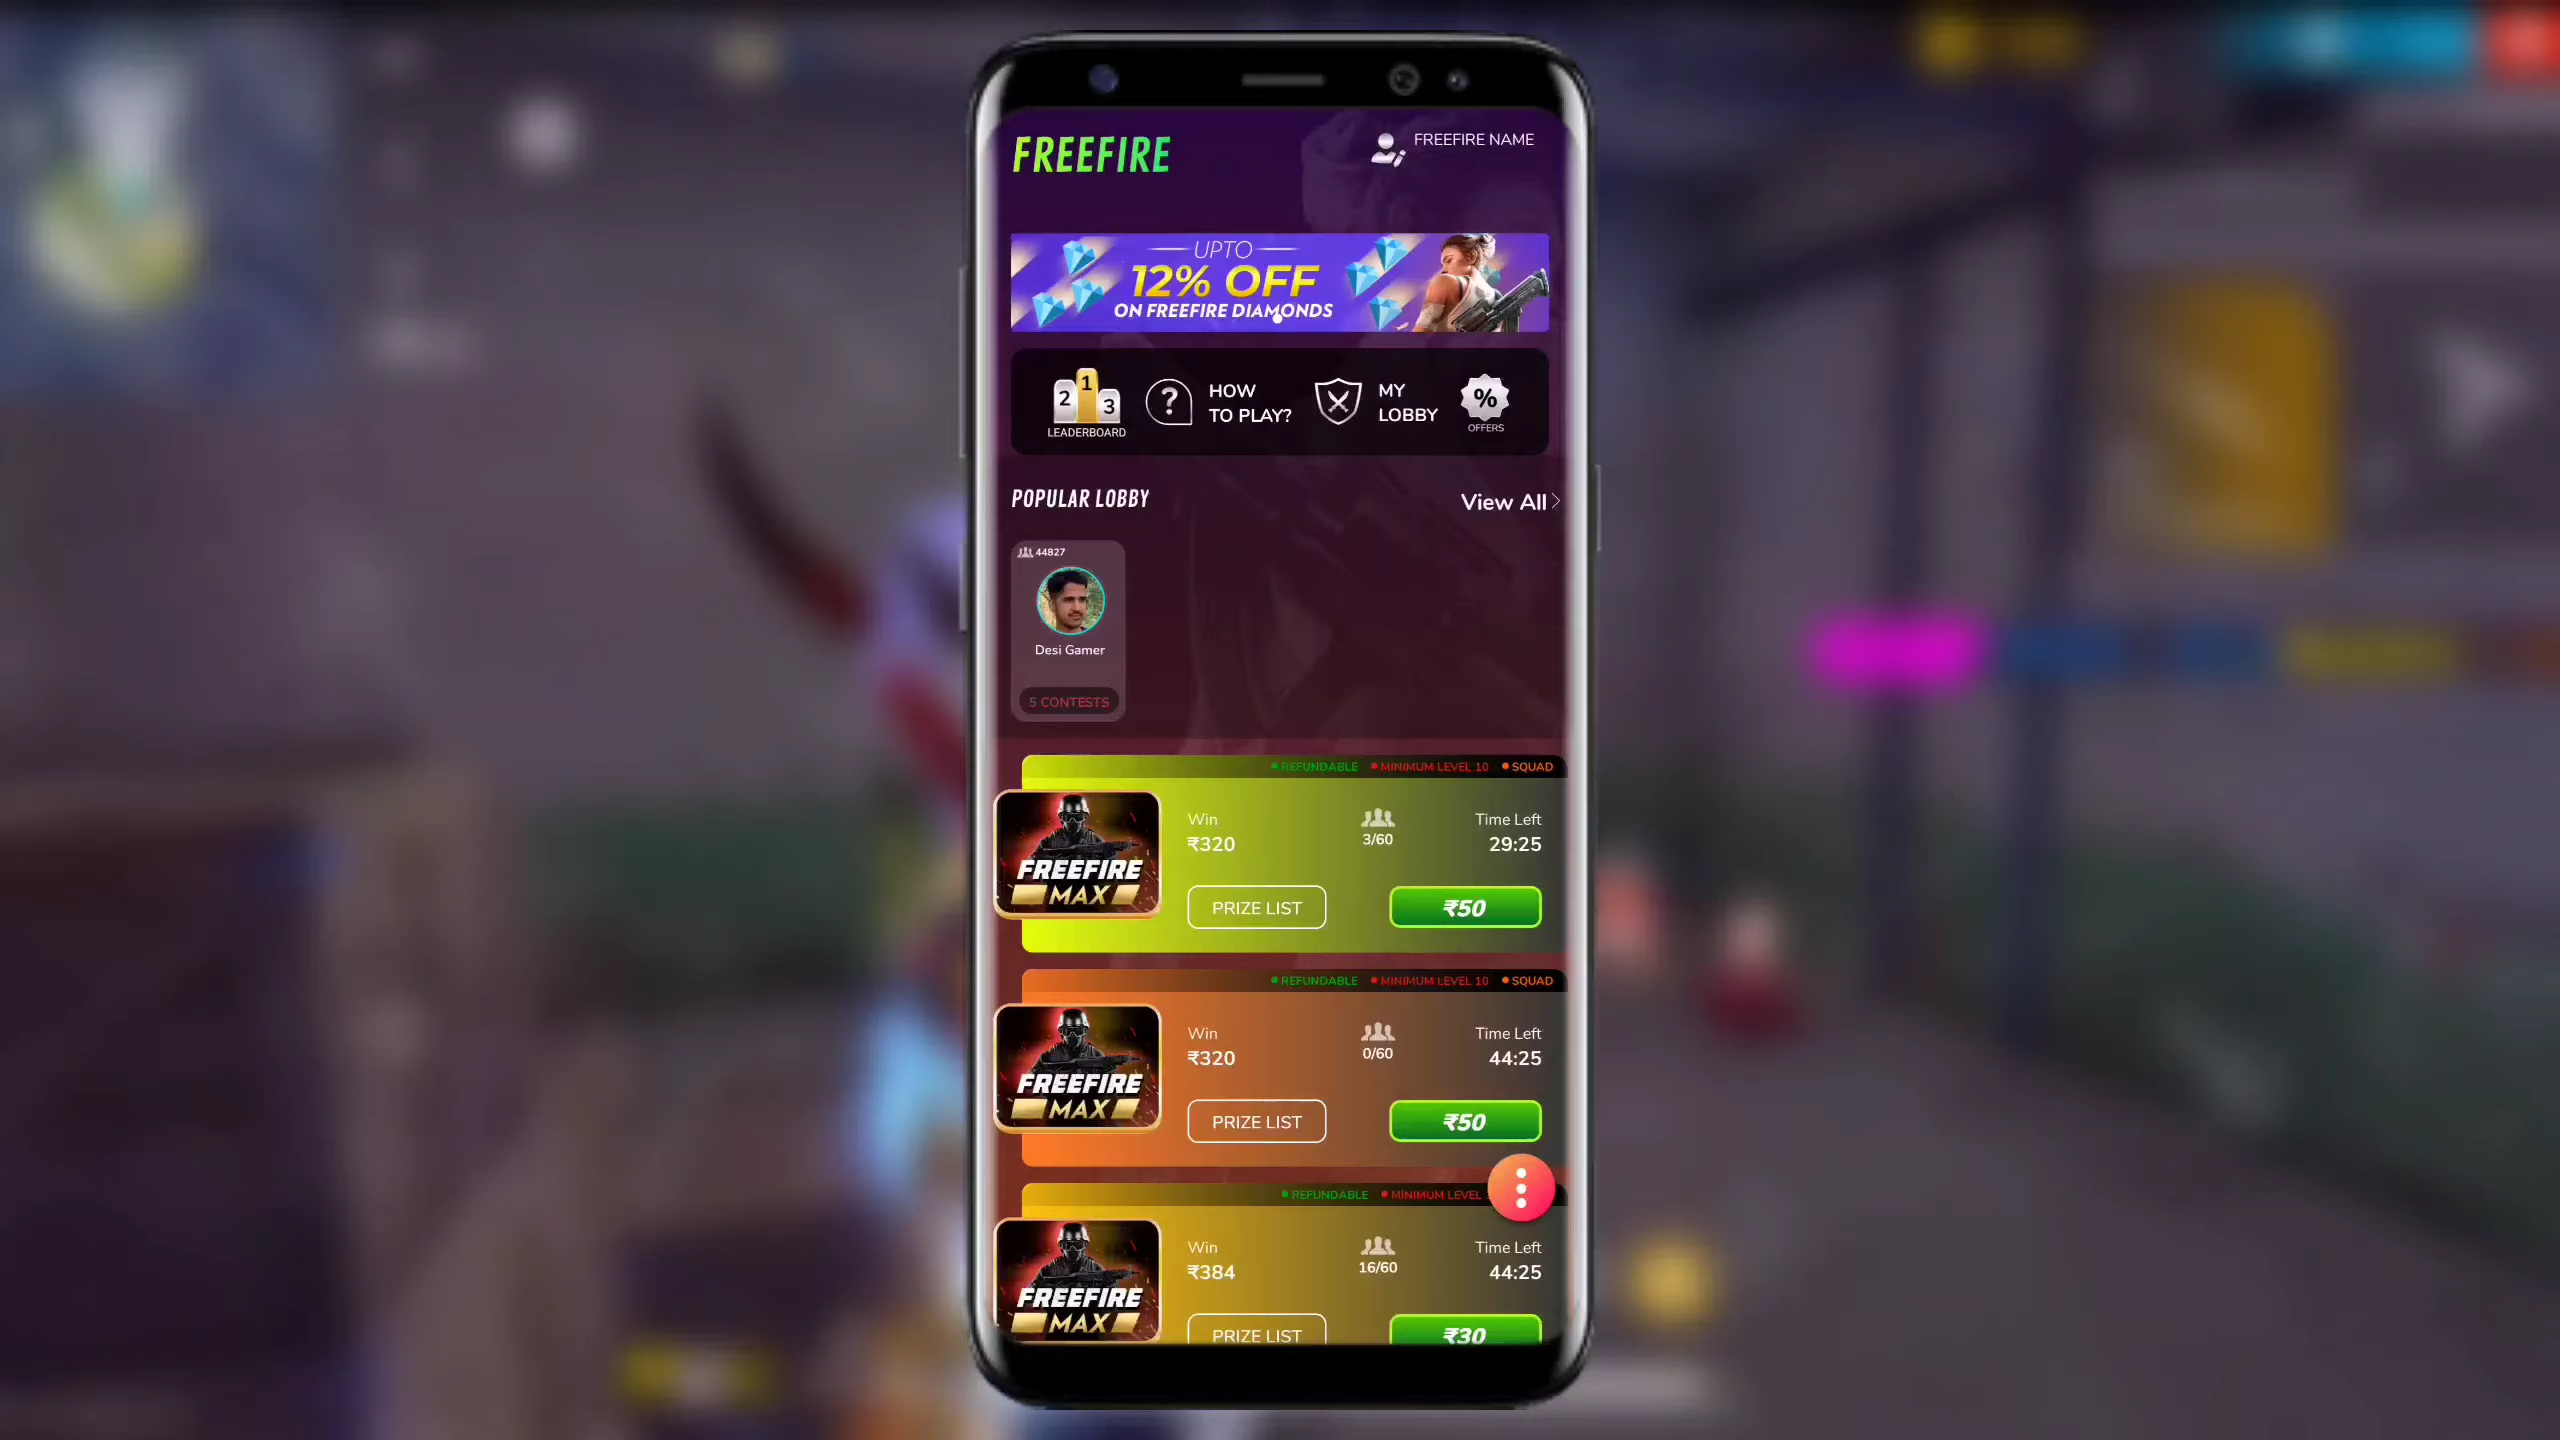 FREEFIRE
FREEFIRE NAME
UPTO
12% OFF
ON FREEFIRE DIAMONDS
2 1 3
LEADERBOARD
?
HOW
TO PLAY?
MY
LOBBY
%
OFFERS
POPULAR LOBBY
View All
44827
Desi Gamer
5 CONTESTS
REFUNDABLE MINIMUM LEVEL 10 SQUAD
FREEFIRE
MAX
Win
₹320
3/60
Time Left
29:25
PRIZE LIST
₹50
REFUNDABLE MINIMUM LEVEL 10 SQUAD
FREEFIRE
MAX
Win
₹320
0/60
Time Left
44:25
PRIZE LIST
₹50
REFUNDABLE MINIMUM LEVEL
FREEFIRE
MAX
Win
₹384
16/60
Time Left
44:25
PRIZE LIST
₹30